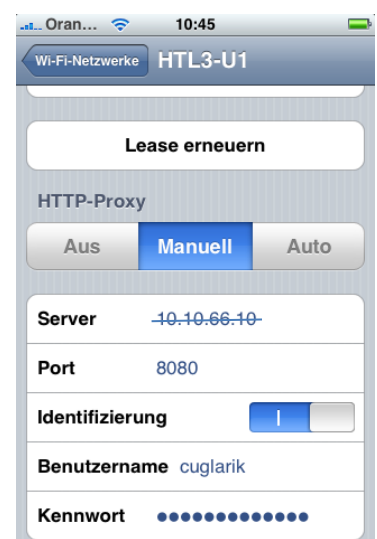 Oran... 10:45
Wi-Fi-Netzwerke HTL3-U1
Lease erneuern
HTTP-Proxy
Aus Manuell Auto
Server 10.10.66.10
Port 8080
Identifizierung
Benutzername cuglarik
Kennwort ●●●●●●●●●●●●●